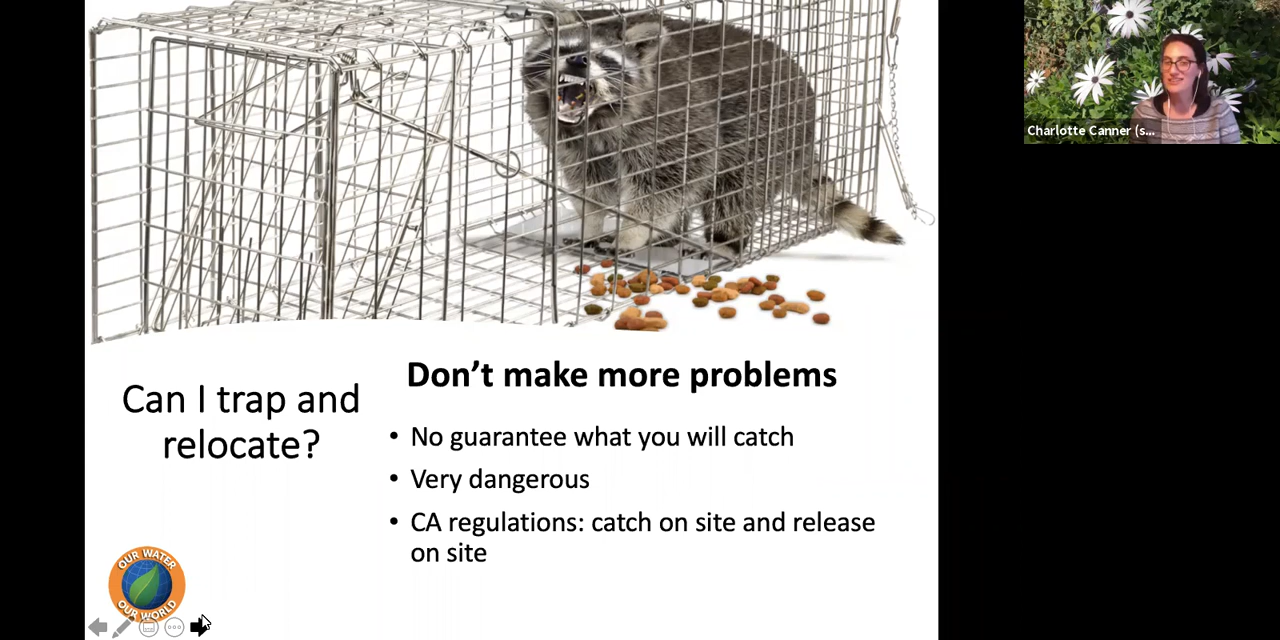 Charlotte Canner (s...
Don't make more problems
Can I trap and
relocate?
• No guarantee what you will catch
• Very dangerous
• CA regulations: catch on site and release
on site
OUR WATER
OUR WORLD